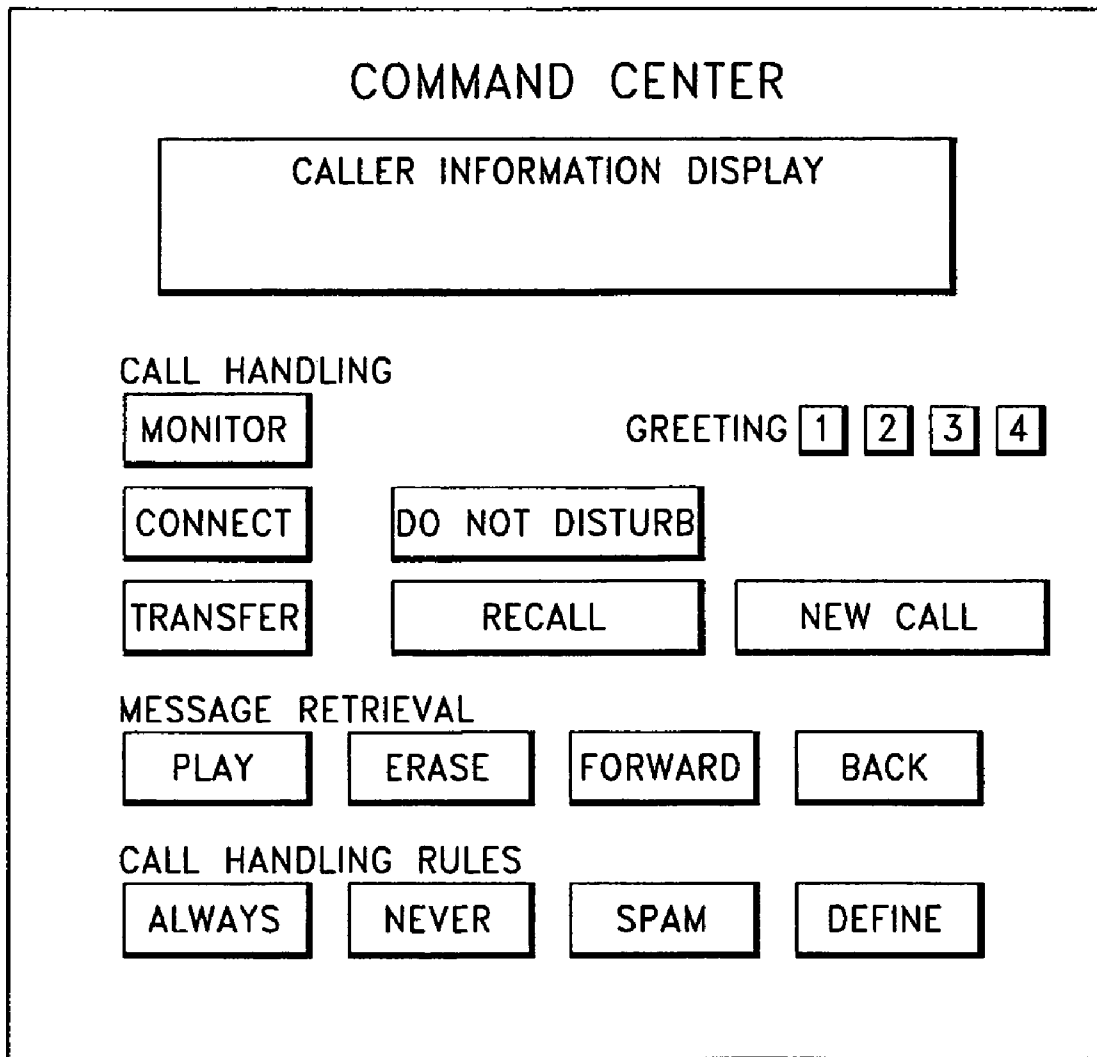 COMMAND CENTER
CALLER INFORMATION DISPLAY
CALL HANDLING
MONITOR GREETING 1 2 3 4
CONNECT DO NOT DISTURB
TRANSFER RECALL NEW CALL
MESSAGE RETRIEVAL
PLAY ERASE FORWARD BACK
CALL HANDLING RULES
ALWAYS NEVER SPAM DEFINE